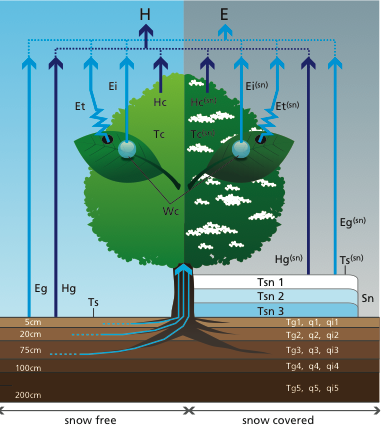 H E
Ei Ei(sn)
Et Hc Hc(sn) Et(sn)
Tc Tc(sn)
Wc
Eg(sn)
Hg(sn) Ts(sn)
Eg Hg Ts
Tsn 1
Tsn 2 Sn
Tsn 3
5cm Tg1, q1, qi1
20cm Tg2, q2, qi2
75cm Tg3, q3, qi3
100cm Tg4, q4, qi4
200cm Tg5, q5, qi5
snow free snow covered